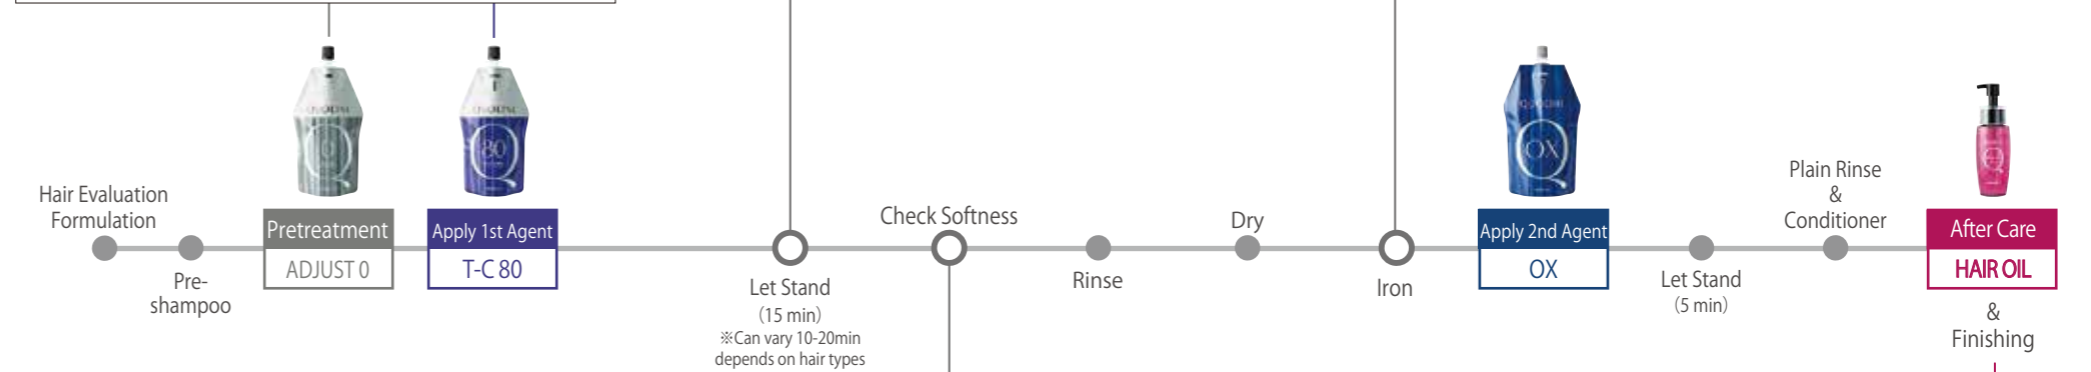 Hair Evaluation
Formulation
Pre-
shampoo
Pretreatment
ADJUST 0
80
Apply 1st Agent
T-C 80
Let Stand
(15 min)
※Can vary 10-20min
depends on hair types
Check Softness
Rinse
Dry
Iron
OX
Apply 2nd Agent
OX
Let Stand
(5 min)
Plain Rinse
&
Conditioner
After Care
HAIR OIL
&
Finishing